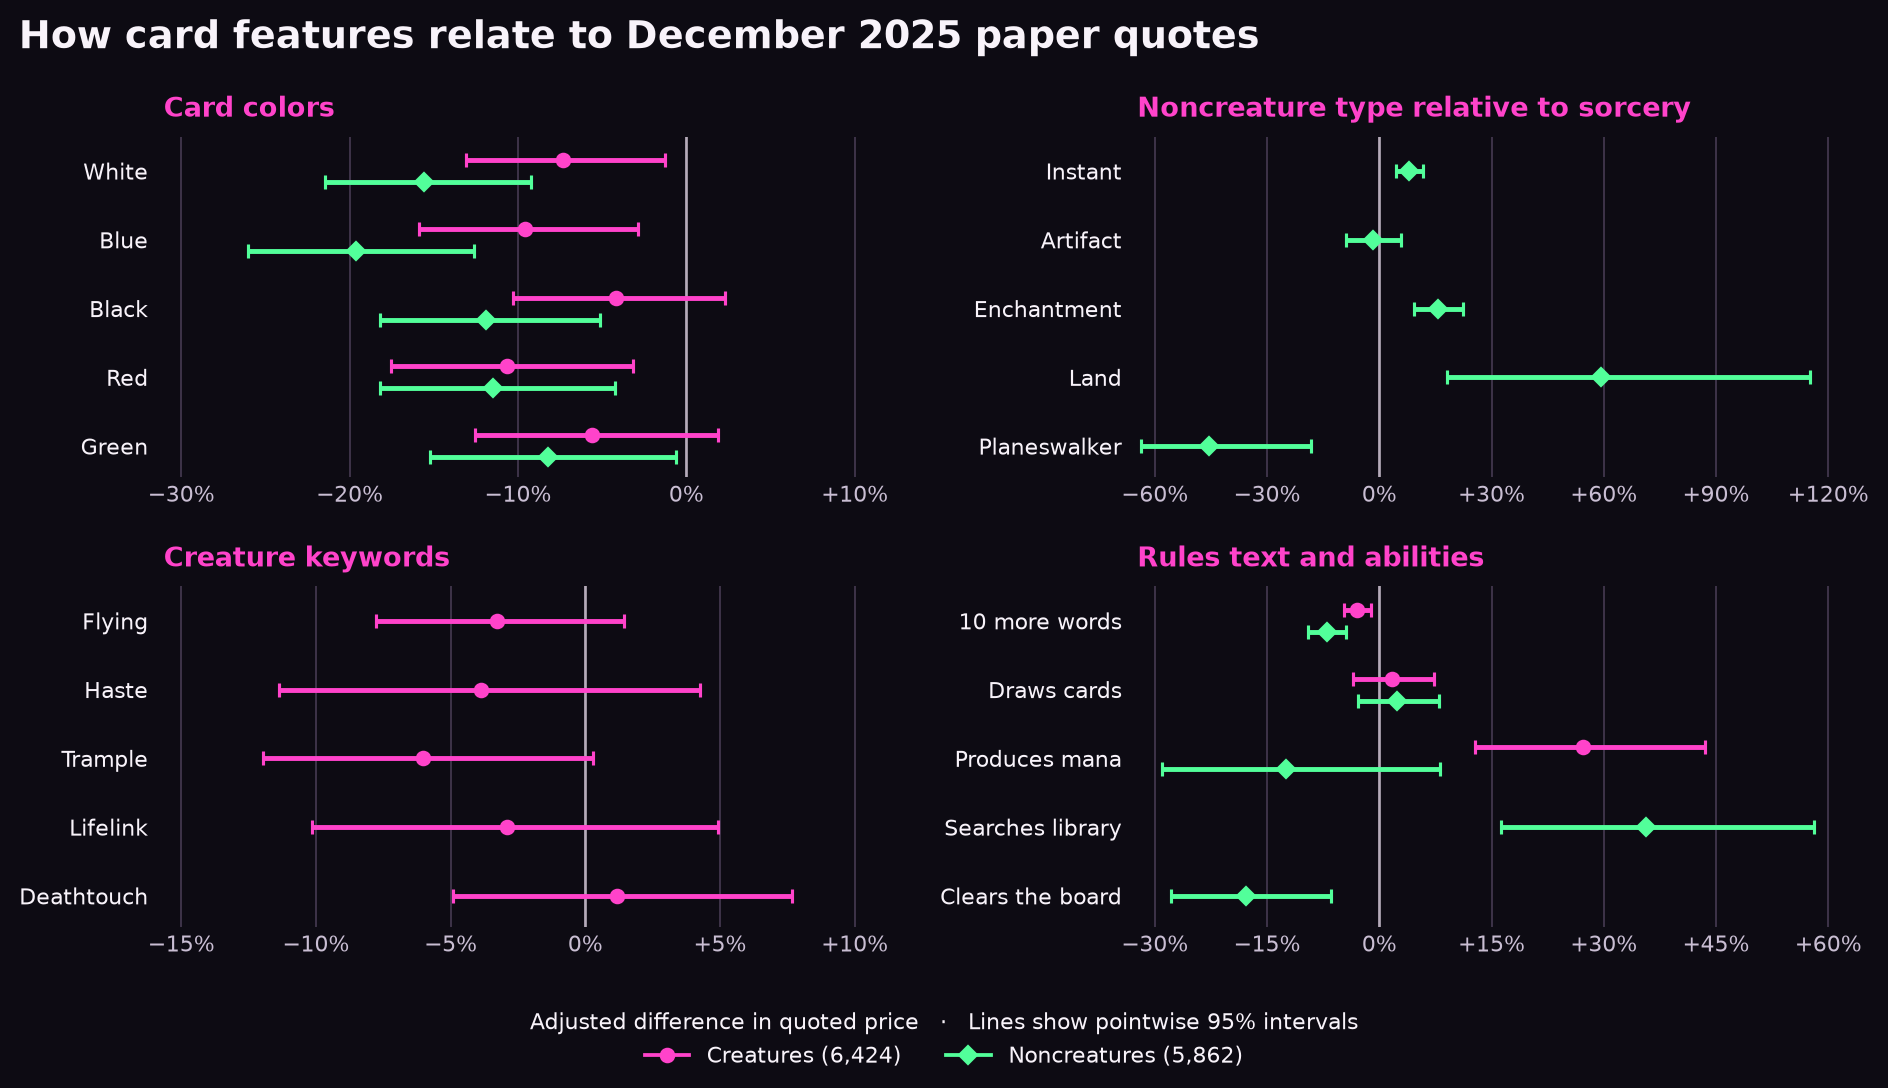 How card features relate to December 2025 paper quotes
Card colors
White
Blue
Black
Red
Green
−30% −20% −10% 0% +10%
Noncreature type relative to sorcery
Instant
Artifact
Enchantment
Land
Planeswalker
−60% −30% 0% +30% +60% +90% +120%
Creature keywords
Flying
Haste
Trample
Lifelink
Deathtouch
−15% −10% −5% 0% +5% +10%
Rules text and abilities
10 more words
Draws cards
Produces mana
Searches library
Clears the board
−30% −15% 0% +15% +30% +45% +60%
Adjusted difference in quoted price · Lines show pointwise 95% intervals
Creatures (6,424) Noncreatures (5,862)